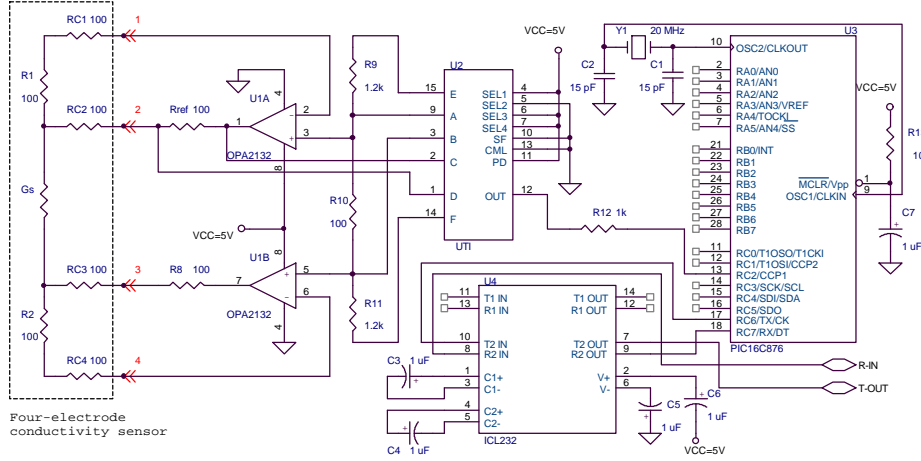 RC1 100
1
R1
100
RC2 100
2
Rref 100
Gs
RC3 100
3
R8 100
R2
100
RC4 100
4
Four-electrode
conductivity sensor
4
U1A
1
2
3
OPA2132
8
VCC=5V
U1B
8
7
5
6
OPA2132
4
R9
1.2k
R10
100
R11
1.2k
U2
15
9
3
2
1
14
E
A
B
C
D
F
SEL1
SEL2
SEL3
SEL4
SF
CML
PD
OUT
4
5
6
7
10
13
11
12
UTI
VCC=5V
R12 1k
C2
15 pF
Y1
20 MHz
C1
15 pF
U3
10
OSC2/CLKOUT
2
RA0/AN0
3
RA1/AN1
4
RA2/AN2
5
RA3/AN3/VREF
6
RA4/TOCKI
7
RA5/AN4/SS
21
RB0/INT
22
RB1
23
RB2
24
RB3
25
RB4
26
RB5
27
RB6
28
RB7
MCLR/Vpp
1
OSC1/CLKIN
9
11
RC0/T1OSO/T1CKI
12
RC1/T1OSI/CCP2
13
RC2/CCP1
14
RC3/SCK/SCL
15
RC4/SDI/SDA
16
RC5/SDO
17
RC6/TX/CK
18
RC7/RX/DT
PIC16C876
VCC=5V
C7
1 uF
U4
11
T1 IN
13
R1 IN
10
T2 IN
8
R2 IN
1
C1+
3
C1-
4
C2+
5
C2-
T1 OUT
14
R1 OUT
12
T2 OUT
7
R2 OUT
9
V+
2
V-
6
ICL232
C3
1 uF
C4
1 uF
C5
1 uF
C6
1 uF
VCC=5V
R-IN
T-OUT